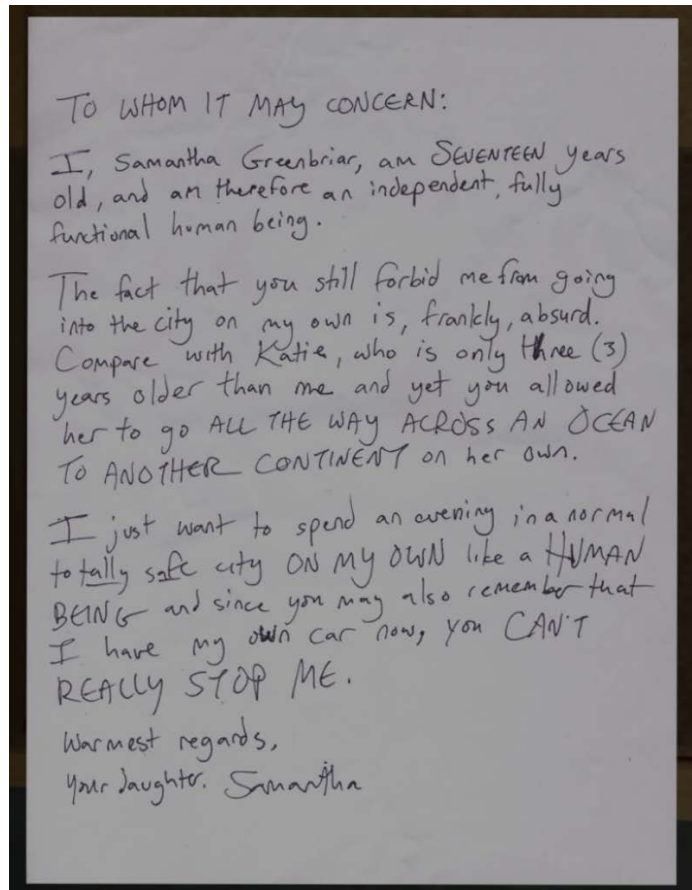 TO WHOM IT MAY CONCERN:
I, Samantha Greenbriar, am SEVENTEEN years
old, and am therefore an independent, fully
functional human being.
The fact that you still forbid me from going
into the city on my own is, frankly, absurd.
Compare with Katie, who is only three (3)
years older than me and yet you allowed
her to go ALL THE WAY ACROSS AN OCEAN
TO ANOTHER CONTINENT on her own.
I just want to spend an evening in a normal
totally safe city ON MY OWN like a HUMAN
BEING and since you may also remember that
I have my own car now, you CAN'T
REALLY STOP ME.
Warmest regards,
Your daughter. Samantha